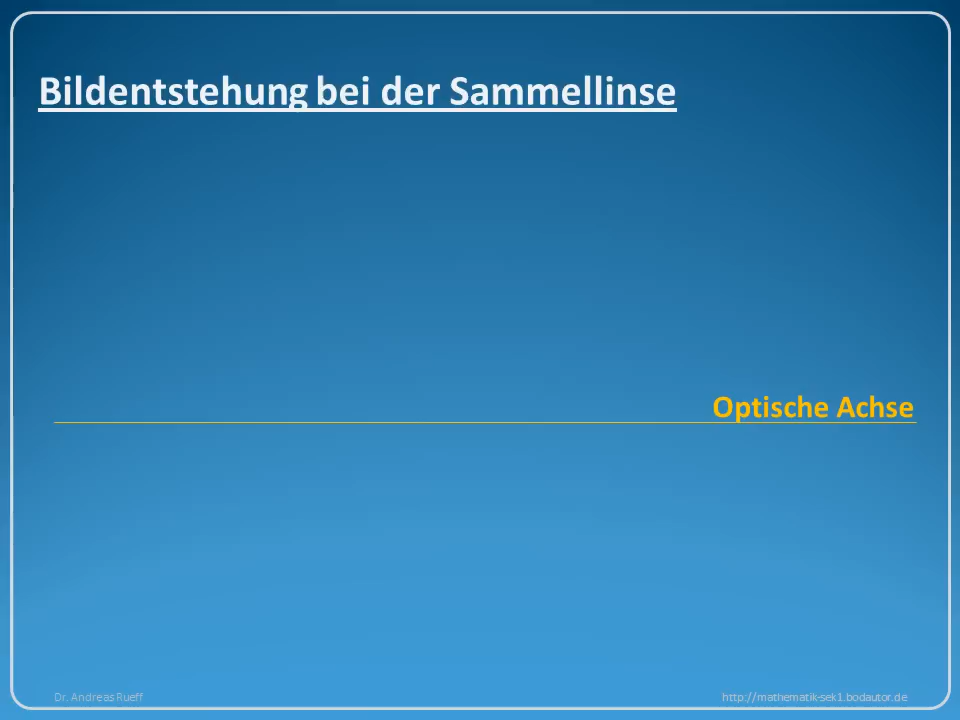 Bildentstehung bei der Sammellinse
Optische Achse
Dr. Andreas Rueff
http://mathematik-sek1.bodautor.de